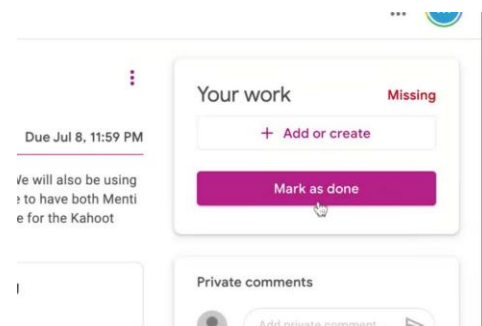 Your work
Missing
Due Jul 8, 11:59 PM
+ Add or create
We will also be using
to have both Menti
e for the Kahoot
Mark as done
Private comments
Add private comment